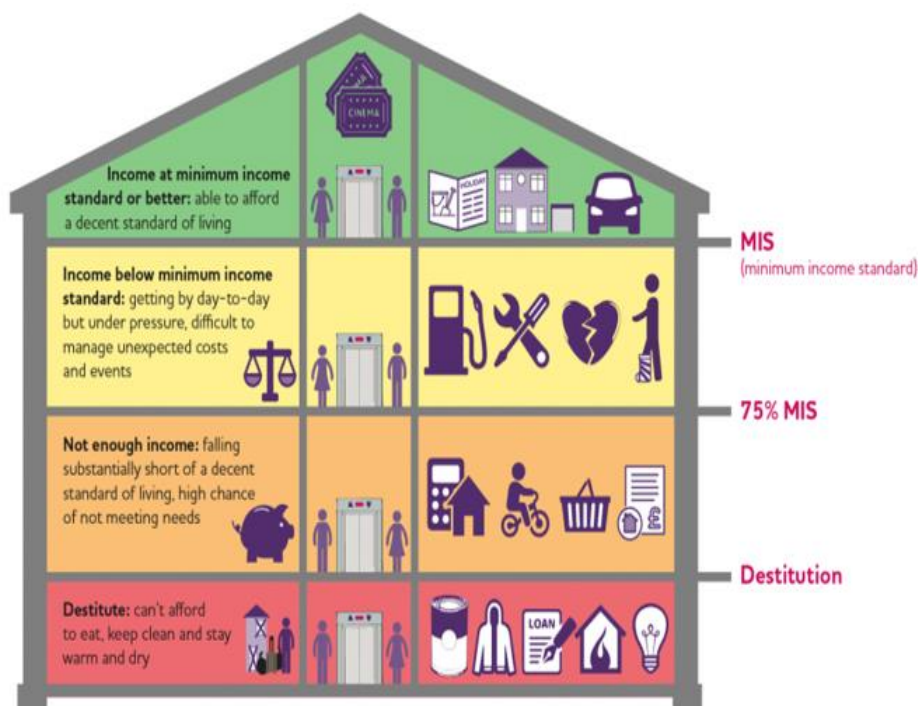 CINEMA
Income at minimum income
standard or better: able to afford
a decent standard of living
HOLIDAY
MIS
(minimum income standard)
Income below minimum income
standard: getting by day-to-day
but under pressure, difficult to
manage unexpected costs
and events
75% MIS
Not enough income: falling
substantially short of a decent
standard of living, high chance
of not meeting needs
£
Destitution
Destitute: can't afford
to eat, keep clean and stay
warm and dry
LOAN